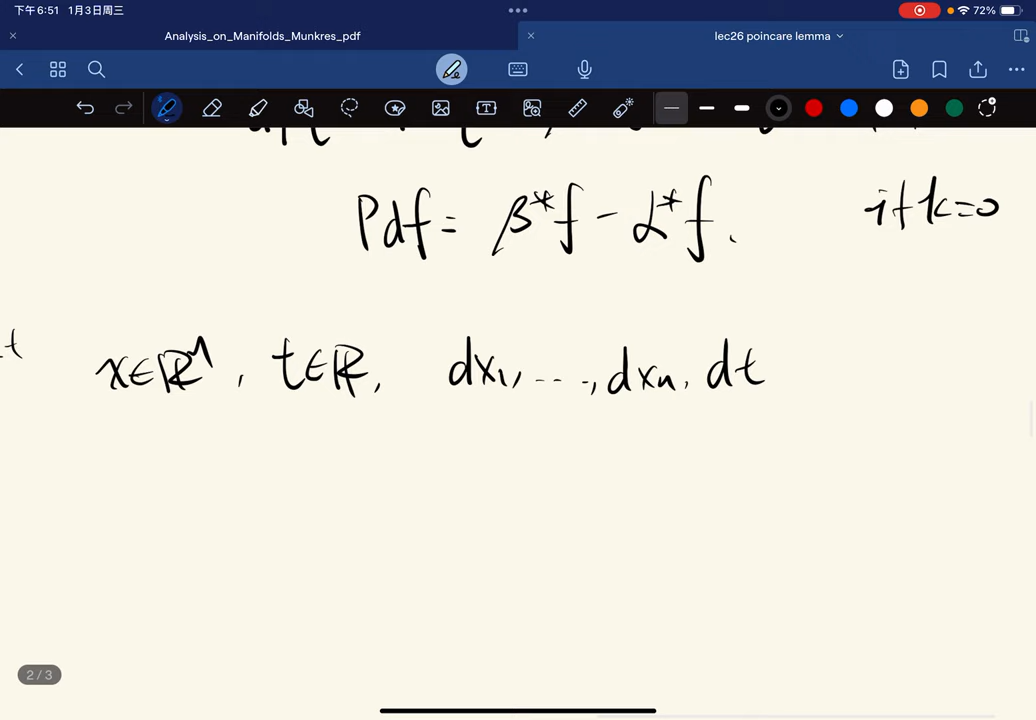 下午6:51 1月3日周三
72%
Analysis_on_Manifolds_Munkres_pdf
lec26 poincare lemma
Pdf = β*f - α*f. if k=0
t x∈ℝⁿ, t∈ℝ, dx₁, ..., dxₙ, dt
2 / 3